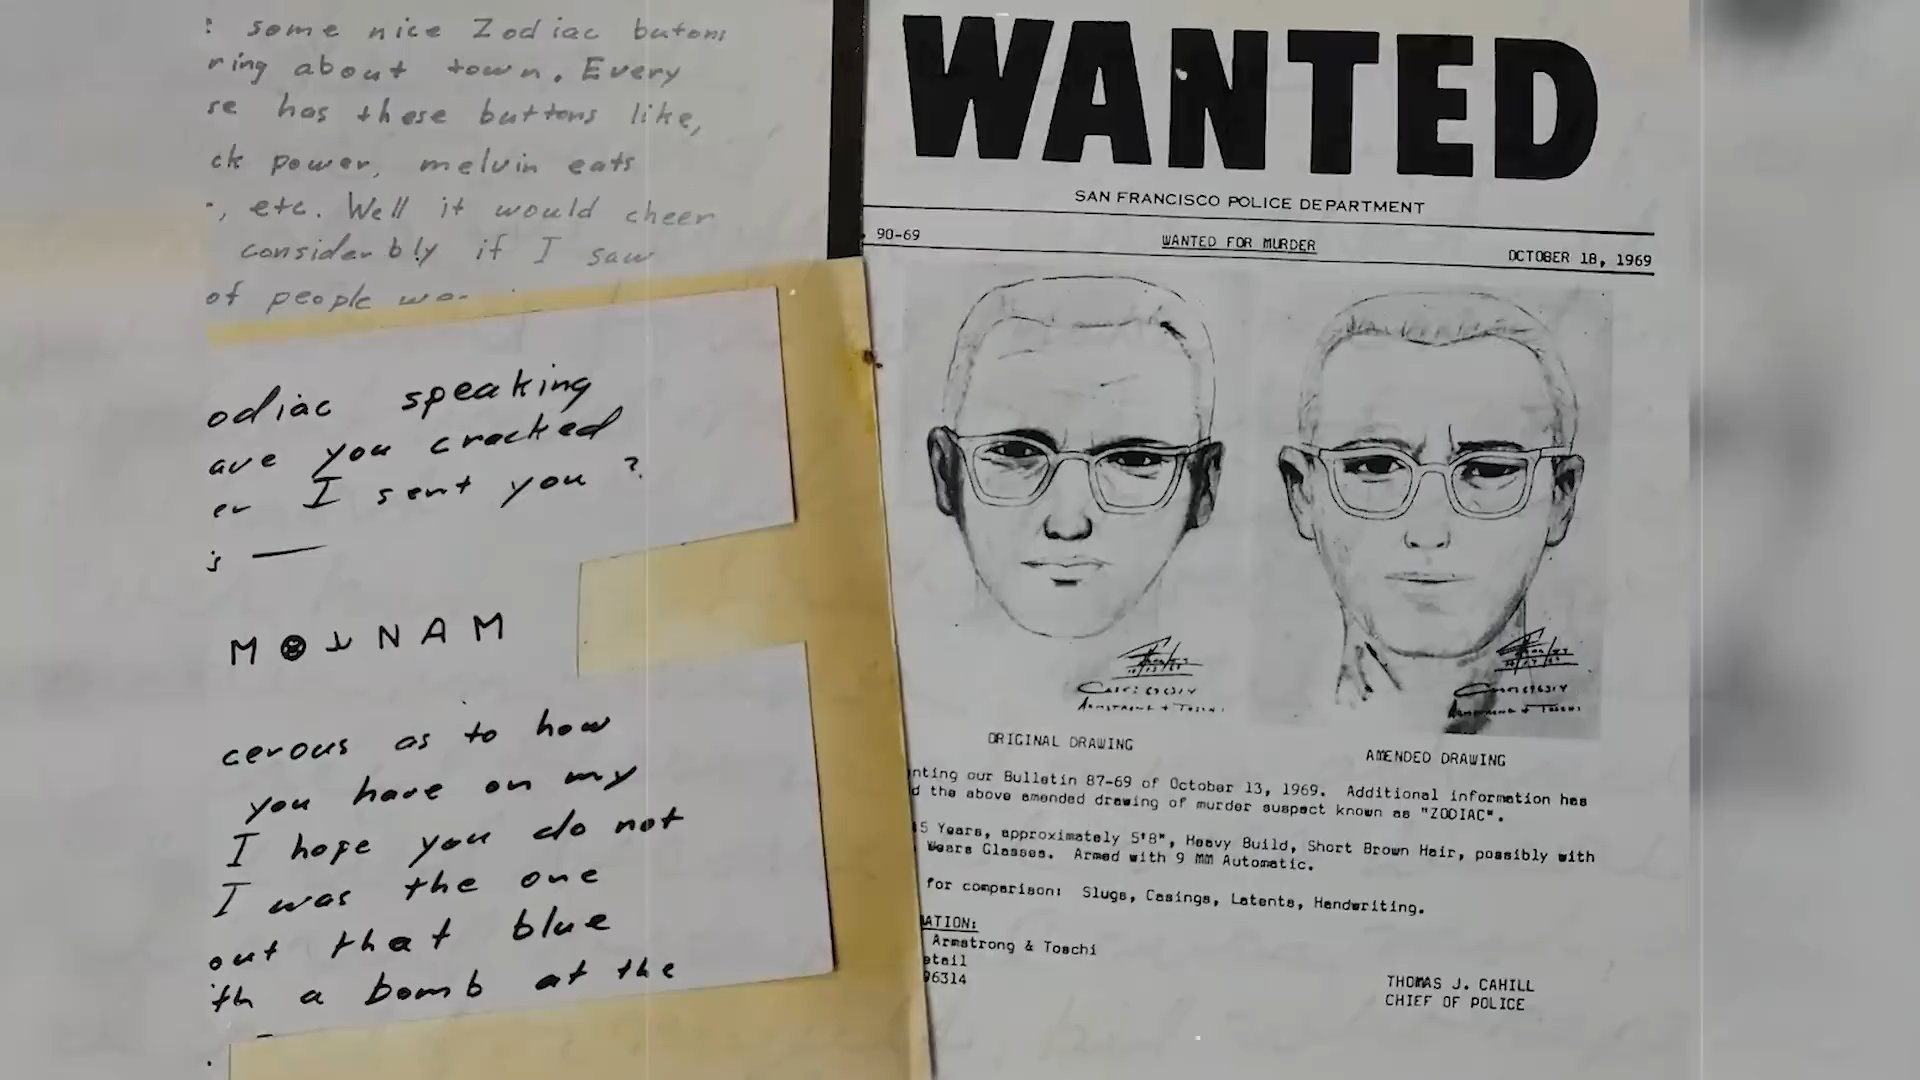 : some nice Zodiac butons
ring about town. Every
se has these buttons like,
ck power, melvin eats
, etc. Well it would cheer
considerbly if I saw
of people wo
odiac speaking
ave you cracked
er I sent you?
is —
M N A M
cerous as to how
you have on my
I hope you do not
I was the one
out that blue
ith a bomb at the
WANTED
SAN FRANCISCO POLICE DEPARTMENT
90-69 WANTED FOR MURDER OCTOBER 18, 1969
ORIGINAL DRAWING AMENDED DRAWING
nting our Bulletin 87-69 of October 13, 1969. Additional information has
d the above amended drawing of murder suspect known as "ZODIAC".
5 Years, approximately 5'8", Heavy Build, Short Brown Hair, possibly with
Wears Glasses. Armed with 9 MM Automatic.
for comparison: Slugs, Casings, Latents, Handwriting.
MATION:
Armstrong & Toschi
etail
96314
THOMAS J. CAHILL
CHIEF OF POLICE